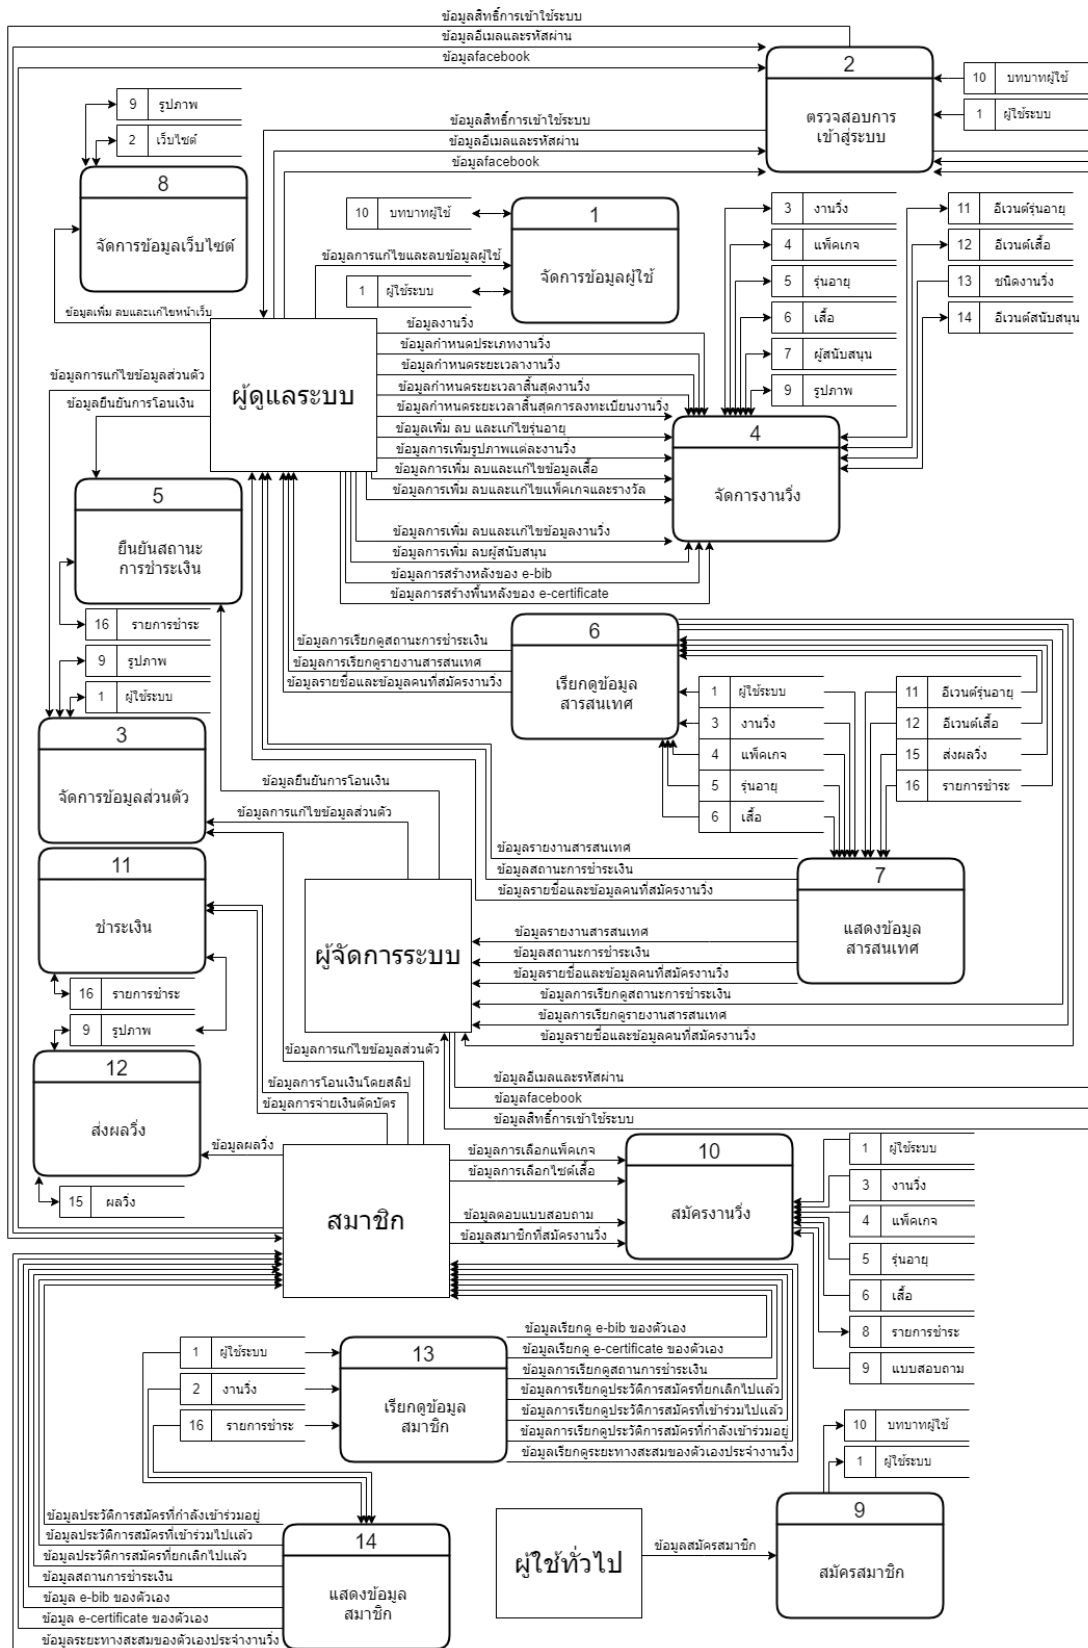 ข้อมูลสิทธิ์การเข้าใช้ระบบ
ข้อมูลอีเมลและรหัสผ่าน
ข้อมูลfacebook
2
ตรวจสอบการ
เข้าสู่ระบบ
10 บทบาทผู้ใช้
1 ผู้ใช้ระบบ
9 รูปภาพ
2 เว็บไซต์
ข้อมูลสิทธิ์การเข้าใช้ระบบ
ข้อมูลอีเมลและรหัสผ่าน
ข้อมูลfacebook
8
จัดการข้อมูลเว็บไซต์
10 บทบาทผู้ใช้
1
จัดการข้อมูลผู้ใช้
ข้อมูลการแก้ไขและลบข้อมูลผู้ใช้
1 ผู้ใช้ระบบ
3 งานวิ่ง
4 แพ็คเกจ
5 รุ่นอายุ
6 เสื้อ
7 ผู้สนับสนุน
9 รูปภาพ
11 อีเวนต์รุ่นอายุ
12 อีเวนต์เสื้อ
13 ชนิดงานวิ่ง
14 อีเวนต์สนับสนุน
ข้อมูลเพิ่ม ลบและแก้ไขหน้าเว็บ
ผู้ดูแลระบบ
ข้อมูลการแก้ไขข้อมูลส่วนตัว
ข้อมูลยืนยันการโอนเงิน
ข้อมูลงานวิ่ง
ข้อมูลกำหนดประเภทงานวิ่ง
ข้อมูลกำหนดระยะเวลางานวิ่ง
ข้อมูลกำหนดระยะเวลาสิ้นสุดงานวิ่ง
ข้อมูลกำหนดระยะเวลาสิ้นสุดการลงทะเบียนงานวิ่ง
ข้อมูลเพิ่ม ลบ และแก้ไขรุ่นอายุ
ข้อมูลการเพิ่มรูปภาพแต่ละงานวิ่ง
ข้อมูลการเพิ่ม ลบและแก้ไขข้อมูลเสื้อ
ข้อมูลการเพิ่ม ลบและแก้ไขแพ็คเกจและรางวัล
ข้อมูลการเพิ่ม ลบและแก้ไขข้อมูลงานวิ่ง
ข้อมูลการเพิ่ม ลบผู้สนับสนุน
ข้อมูลการสร้างหลังของ e-bib
ข้อมูลการสร้างพื้นหลังของ e-certificate
4
จัดการงานวิ่ง
5
ยืนยันสถานะ
การชำระเงิน
16 รายการชำระ
9 รูปภาพ
1 ผู้ใช้ระบบ
3
จัดการข้อมูลส่วนตัว
ข้อมูลการเรียกดูสถานะการชำระเงิน
ข้อมูลการเรียกดูรายงานสารสนเทศ
ข้อมูลรายชื่อและข้อมูลคนที่สมัครงานวิ่ง
6
เรียกดูข้อมูล
สารสนเทศ
1 ผู้ใช้ระบบ
3 งานวิ่ง
4 แพ็คเกจ
5 รุ่นอายุ
6 เสื้อ
11 อีเวนต์รุ่นอายุ
12 อีเวนต์เสื้อ
15 ส่งผลวิ่ง
16 รายการชำระ
ข้อมูลยืนยันการโอนเงิน
ข้อมูลการแก้ไขข้อมูลส่วนตัว
11
ชำระเงิน
16 รายการชำระ
9 รูปภาพ
ผู้จัดการระบบ
ข้อมูลรายงานสารสนเทศ
ข้อมูลสถานะการชำระเงิน
ข้อมูลรายชื่อและข้อมูลคนที่สมัครงานวิ่ง
7
แสดงข้อมูล
สารสนเทศ
ข้อมูลรายงานสารสนเทศ
ข้อมูลสถานะการชำระเงิน
ข้อมูลรายชื่อและข้อมูลคนที่สมัครงานวิ่ง
ข้อมูลการเรียกดูสถานะการชำระเงิน
ข้อมูลการเรียกดูรายงานสารสนเทศ
ข้อมูลรายชื่อและข้อมูลคนที่สมัครงานวิ่ง
ข้อมูลอีเมลและรหัสผ่าน
ข้อมูลfacebook
ข้อมูลสิทธิ์การเข้าใช้ระบบ
12
ส่งผลวิ่ง
15 ผลวิ่ง
ข้อมูลการแก้ไขข้อมูลส่วนตัว
ข้อมูลการโอนเงินโดยสลิป
ข้อมูลการจ่ายเงินตัดบัตร
ข้อมูลผลวิ่ง
สมาชิก
ข้อมูลการเลือกแพ็คเกจ
ข้อมูลการเลือกไซต์เสื้อ
ข้อมูลตอบแบบสอบถาม
ข้อมูลสมาชิกที่สมัครงานวิ่ง
10
สมัครงานวิ่ง
1 ผู้ใช้ระบบ
3 งานวิ่ง
4 แพ็คเกจ
5 รุ่นอายุ
6 เสื้อ
8 รายการชำระ
9 แบบสอบถาม
1 ผู้ใช้ระบบ
2 งานวิ่ง
16 รายการชำระ
13
เรียกดูข้อมูล
สมาชิก
ข้อมูลเรียกดู e-bib ของตัวเอง
ข้อมูลเรียกดู e-certificate ของตัวเอง
ข้อมูลการเรียกดูสถานการชำระเงิน
ข้อมูลการเรียกดูประวัติการสมัครที่ยกเลิกไปแล้ว
ข้อมูลการเรียกดูประวัติการสมัครที่เข้าร่วมไปแล้ว
ข้อมูลการเรียกดูประวัติการสมัครที่กำลังเข้าร่วมอยู่
ข้อมูลเรียกดูระยะทางสะสมของตัวเองประจำงานวิ่ง
10 บทบาทผู้ใช้
1 ผู้ใช้ระบบ
9
สมัครสมาชิก
ผู้ใช้ทั่วไป
ข้อมูลสมัครสมาชิก
ข้อมูลประวัติการสมัครที่กำลังเข้าร่วมอยู่
ข้อมูลประวัติการสมัครที่เข้าร่วมไปแล้ว
ข้อมูลประวัติการสมัครที่ยกเลิกไปแล้ว
ข้อมูลสถานการชำระเงิน
ข้อมูล e-bib ของตัวเอง
ข้อมูล e-certificate ของตัวเอง
ข้อมูลระยะทางสะสมของตัวเองประจำงานวิ่ง
14
แสดงข้อมูล
สมาชิก